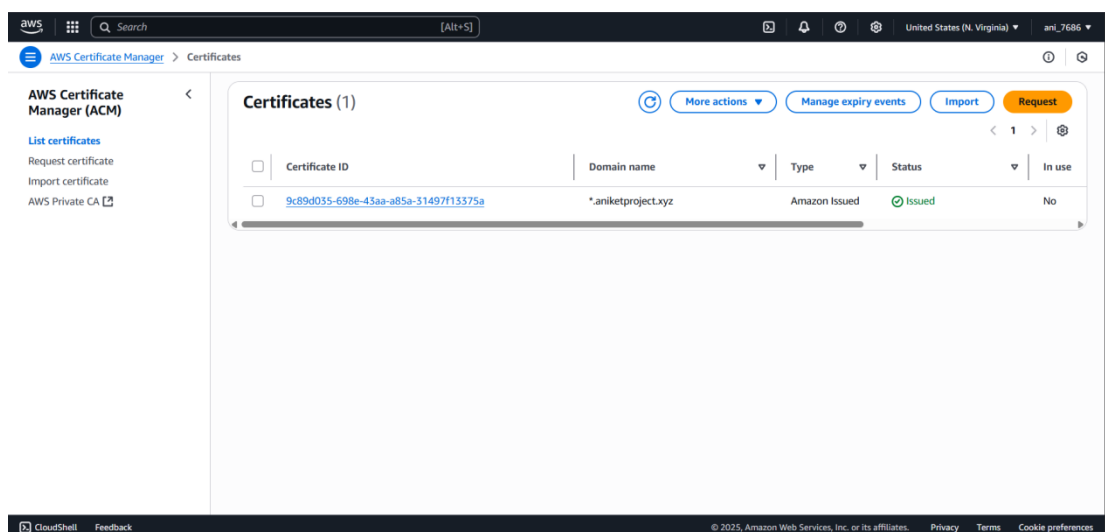 aws Search [Alt+S] United States (N. Virginia) ani_7686
AWS Certificate Manager > Certificates
AWS Certificate Manager (ACM)
List certificates
Request certificate
Import certificate
AWS Private CA
Certificates (1) More actions Manage expiry events Import Request
< 1 >
Certificate ID Domain name Type Status In use
9c89d035-698e-43aa-a85a-31497f13375a *.aniketproject.xyz Amazon Issued Issued No
CloudShell Feedback © 2025, Amazon Web Services, Inc. or its affiliates. Privacy Terms Cookie preferences